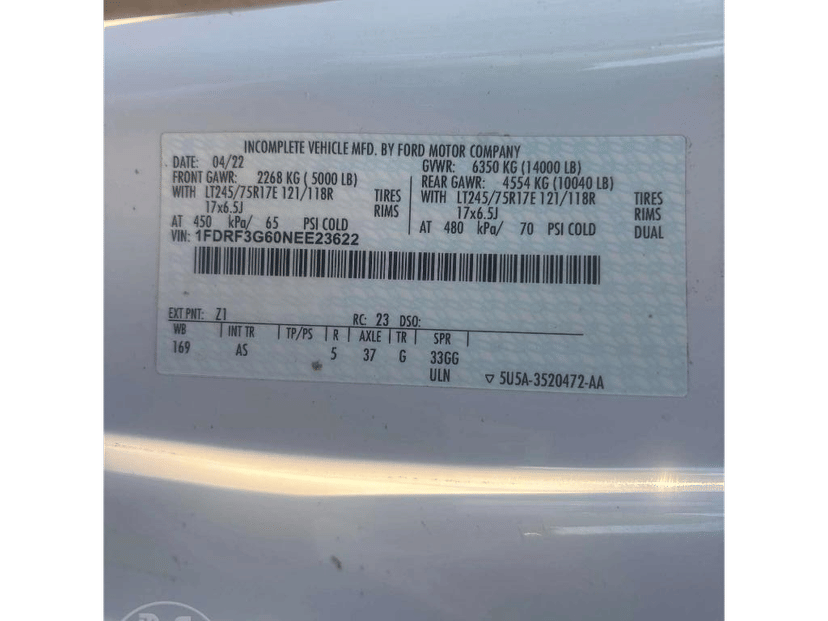 INCOMPLETE VEHICLE MFD. BY FORD MOTOR COMPANY
DATE: 04/22 GVWR: 6350 KG (14000 LB)
FRONT GAWR: 2268 KG ( 5000 LB) REAR GAWR: 4554 KG (10040 LB)
WITH LT245/75R17E 121/118R TIRES WITH LT245/75R17E 121/118R TIRES
17x6.5J RIMS 17x6.5J RIMS
AT 450 kPa/ 65 PSI COLD AT 480 kPa/ 70 PSI COLD DUAL
VIN: 1FDRF3G60NEE23622
EXT PNT: Z1 RC: 23 DSO:
WB INT TR TP/PS R AXLE TR SPR
169 AS 5 37 G 33GG
ULN ▽ 5U5A-3520472-AA